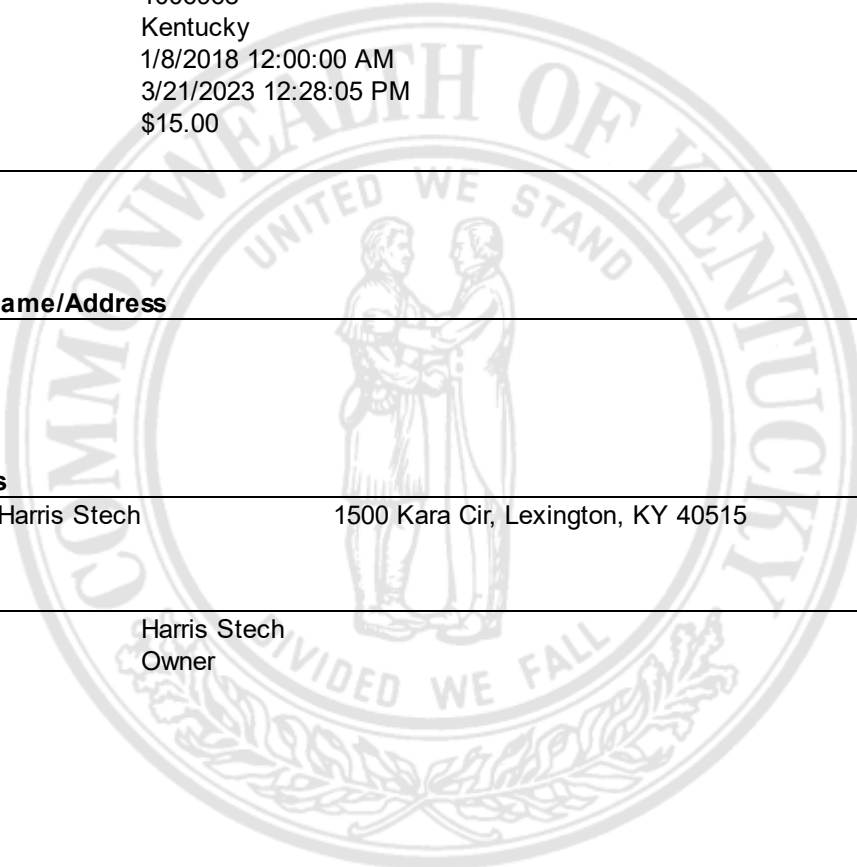 Kentucky
1/8/2018 12:00:00 AM
3/21/2023 12:28:05 PM
$15.00
COMMONWEALTH OF KENTUCKY
UNITED WE STAND
ame/Address
s
Harris Stech 1500 Kara Cir, Lexington, KY 40515
Harris Stech
Owner
DIVIDED WE FALL